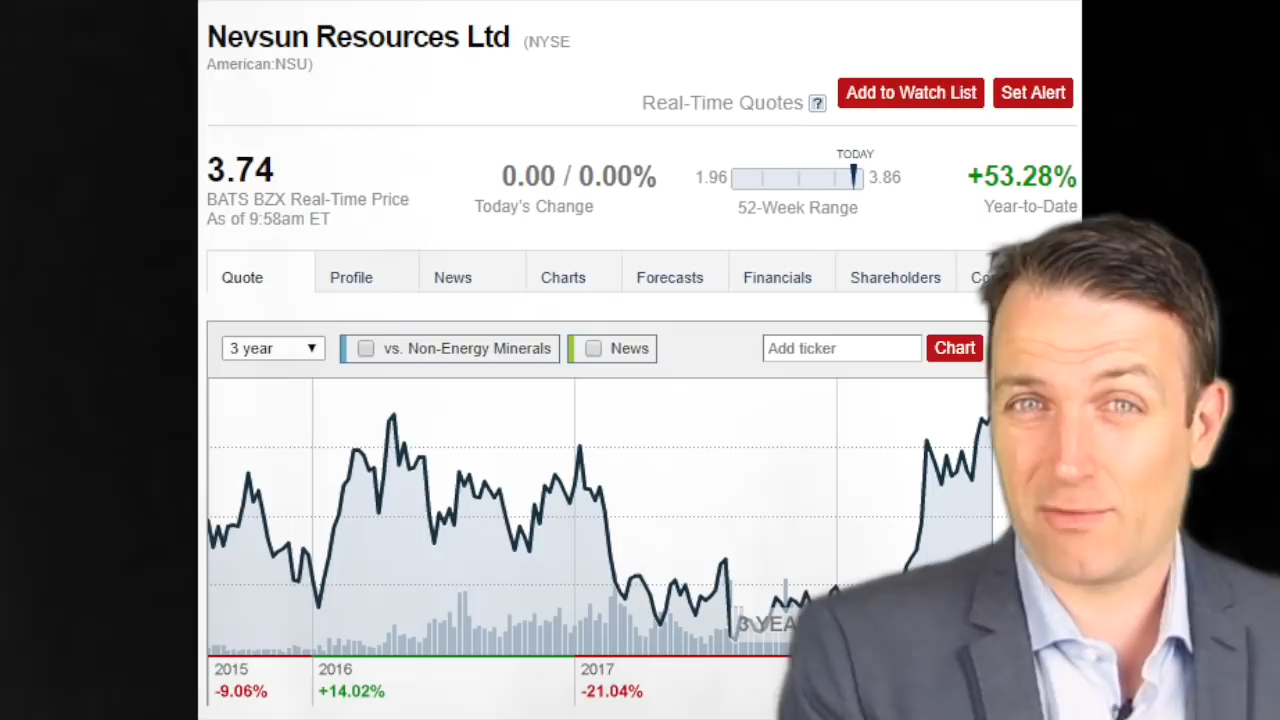 Nevsun Resources Ltd (NYSE
American:NSU)
Real-Time Quotes ? Add to Watch List Set Alert
TODAY
3.74 0.00 / 0.00% 1.96 3.86 +53.28%
BATS BZX Real-Time Price Today's Change 52-Week Range Year-to-Date
As of 9:58am ET
Quote Profile News Charts Forecasts Financials Shareholders
3 year vs. Non-Energy Minerals News Add ticker Chart
3 YEA
2015 2016 2017
-9.06% +14.02% -21.04%